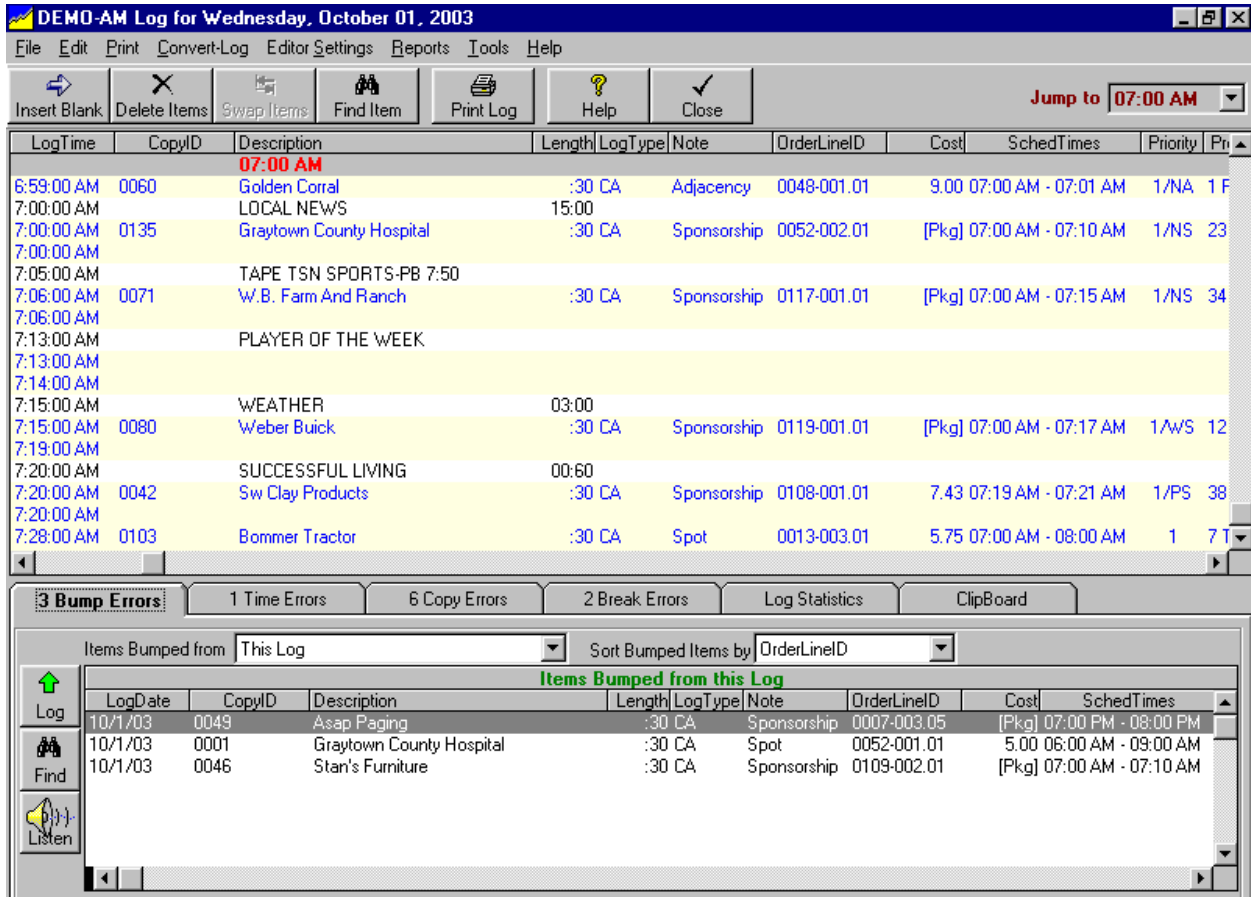 DEMO-AM Log for Wednesday, October 01, 2003
File Edit Print Convert-Log Editor Settings Reports Tools Help
Insert Blank Delete Items Swap Items Find Item Print Log Help Close Jump to 07:00 AM
LogTime CopyID Description Length LogType Note OrderLineID Cost SchedTimes Priority
07:00 AM
6:59:00 AM 0060 Golden Corral :30 CA Adjacency 0048-001.01 9.00 07:00 AM - 07:01 AM 1/NA 1 F
7:00:00 AM LOCAL NEWS 15:00
7:00:00 AM 0135 Graytown County Hospital :30 CA Sponsorship 0052-002.01 [Pkg] 07:00 AM - 07:10 AM 1/NS 23
7:00:00 AM
7:05:00 AM TAPE TSN SPORTS-PB 7:50
7:06:00 AM 0071 W.B. Farm And Ranch :30 CA Sponsorship 0117-001.01 [Pkg] 07:00 AM - 07:15 AM 1/NS 34
7:06:00 AM
7:13:00 AM PLAYER OF THE WEEK
7:13:00 AM
7:14:00 AM
7:15:00 AM WEATHER 03:00
7:15:00 AM 0080 Weber Buick :30 CA Sponsorship 0119-001.01 [Pkg] 07:00 AM - 07:17 AM 1/WS 12
7:19:00 AM
7:20:00 AM SUCCESSFUL LIVING 00:60
7:20:00 AM 0042 Sw Clay Products :30 CA Sponsorship 0108-001.01 7.43 07:19 AM - 07:21 AM 1/PS 38
7:20:00 AM
7:28:00 AM 0103 Bommer Tractor :30 CA Spot 0013-003.01 5.75 07:00 AM - 08:00 AM 1 7 T
3 Bump Errors 1 Time Errors 6 Copy Errors 2 Break Errors Log Statistics ClipBoard
Items Bumped from This Log Sort Bumped Items by OrderLineID
Items Bumped from this Log
Log
LogDate CopyID Description Length LogType Note OrderLineID Cost SchedTimes
10/1/03 0049 Asap Paging :30 CA Sponsorship 0007-003.05 [Pkg] 07:00 PM - 08:00 PM
10/1/03 0001 Graytown County Hospital :30 CA Spot 0052-001.01 5.00 06:00 AM - 09:00 AM
10/1/03 0046 Stan's Furniture :30 CA Sponsorship 0109-002.01 [Pkg] 07:00 AM - 07:10 AM
Find
Listen